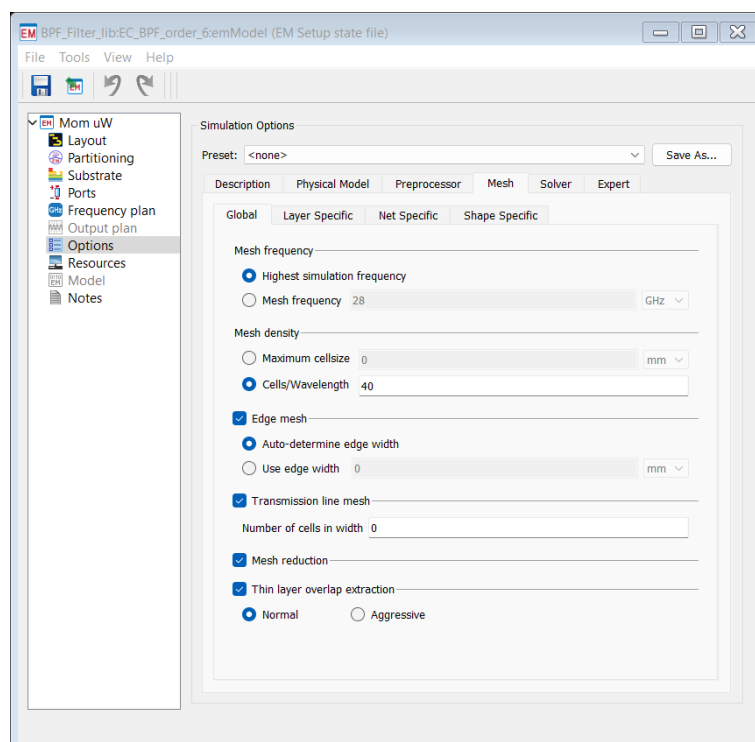 EM BPF_Filter_lib:EC_BPF_order_6:emModel (EM Setup state file)
File Tools View Help
EM
EM Mom uW
Layout
Partitioning
Substrate
Ports
GHz Frequency plan
Output plan
Options
Resources
Model
Notes
Simulation Options
Preset: <none> Save As...
Description Physical Model Preprocessor Mesh Solver Expert
Global Layer Specific Net Specific Shape Specific
Mesh frequency
Highest simulation frequency
Mesh frequency 28 GHz
Mesh density
Maximum cellsize 0 mm
Cells/Wavelength 40
Edge mesh
Auto-determine edge width
Use edge width 0 mm
Transmission line mesh
Number of cells in width 0
Mesh reduction
Thin layer overlap extraction
Normal Aggressive